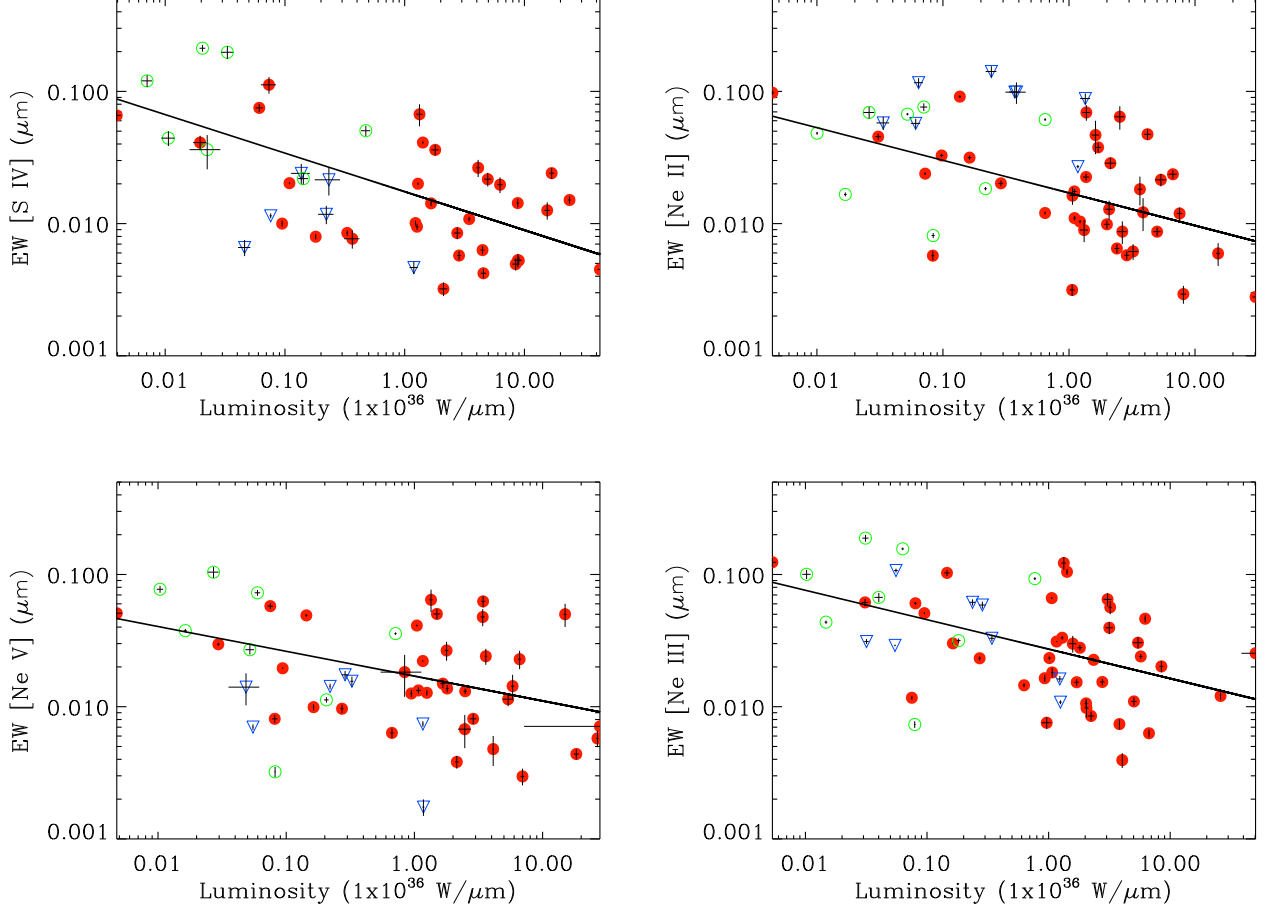 EW [S IV] (μm)
0.100
0.010
0.001
0.01 0.10 1.00 10.00
Luminosity (1x10³⁶ W/μm)
EW [Ne II] (μm)
0.100
0.010
0.001
0.01 0.10 1.00 10.00
Luminosity (1x10³⁶ W/μm)
EW [Ne V] (μm)
0.100
0.010
0.001
0.01 0.10 1.00 10.00
Luminosity (1x10³⁶ W/μm)
EW [Ne III] (μm)
0.100
0.010
0.001
0.01 0.10 1.00 10.00
Luminosity (1x10³⁶ W/μm)